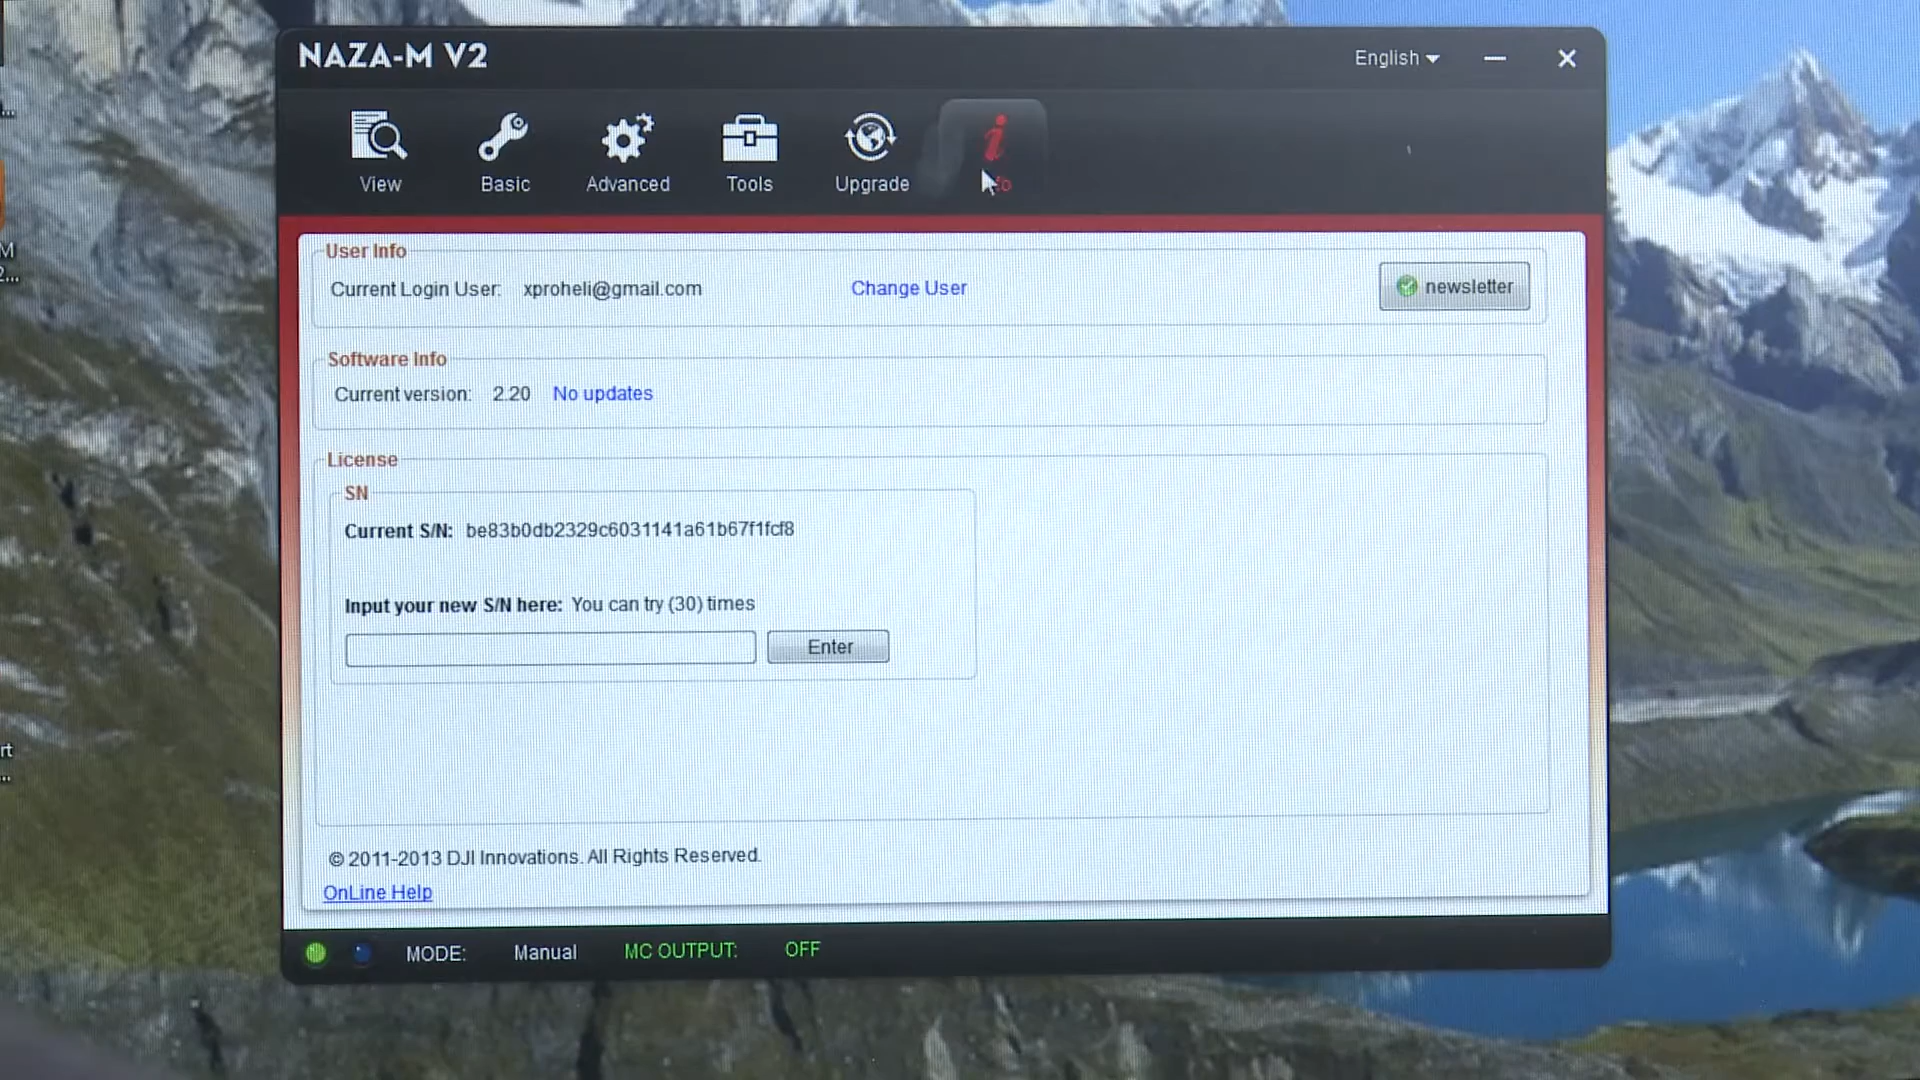 NAZA-M V2
English
View Basic Advanced Tools Upgrade
User Info
Current Login User: xproheli@gmail.com Change User newsletter
Software Info
Current version: 2.20 No updates
License
SN
Current S/N: be83b0db2329c6031141a61b67f1fcf8
Input your new S/N here: You can try (30) times
Enter
© 2011-2013 DJI Innovations. All Rights Reserved.
OnLine Help
MODE: Manual MC OUTPUT: OFF